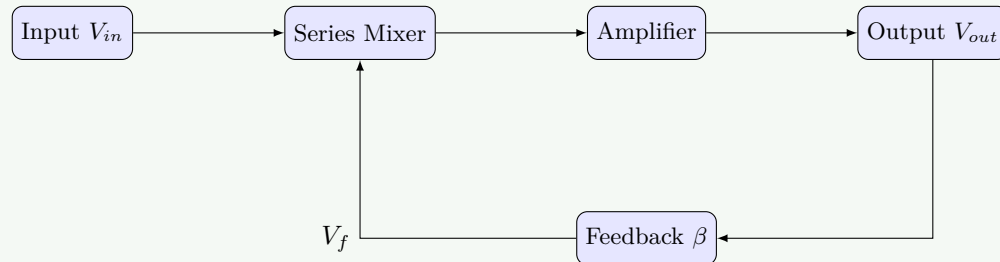 Input V_in
Series Mixer
Amplifier
Output V_out
V_f
Feedback β